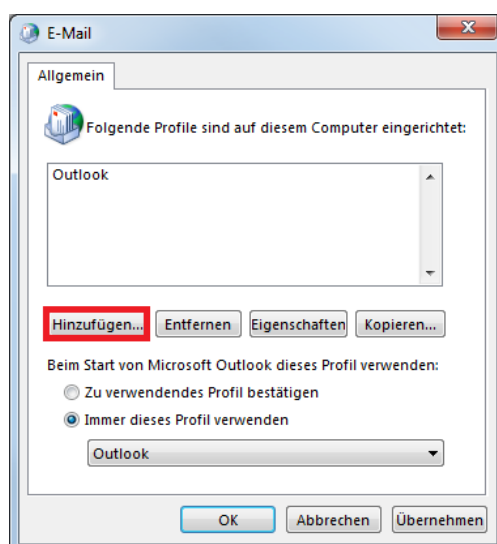 E-Mail
Allgemein
Folgende Profile sind auf diesem Computer eingerichtet:
Outlook
Hinzufügen... Entfernen Eigenschaften Kopieren...
Beim Start von Microsoft Outlook dieses Profil verwenden:
Zu verwendendes Profil bestätigen
Immer dieses Profil verwenden
Outlook
OK Abbrechen Übernehmen